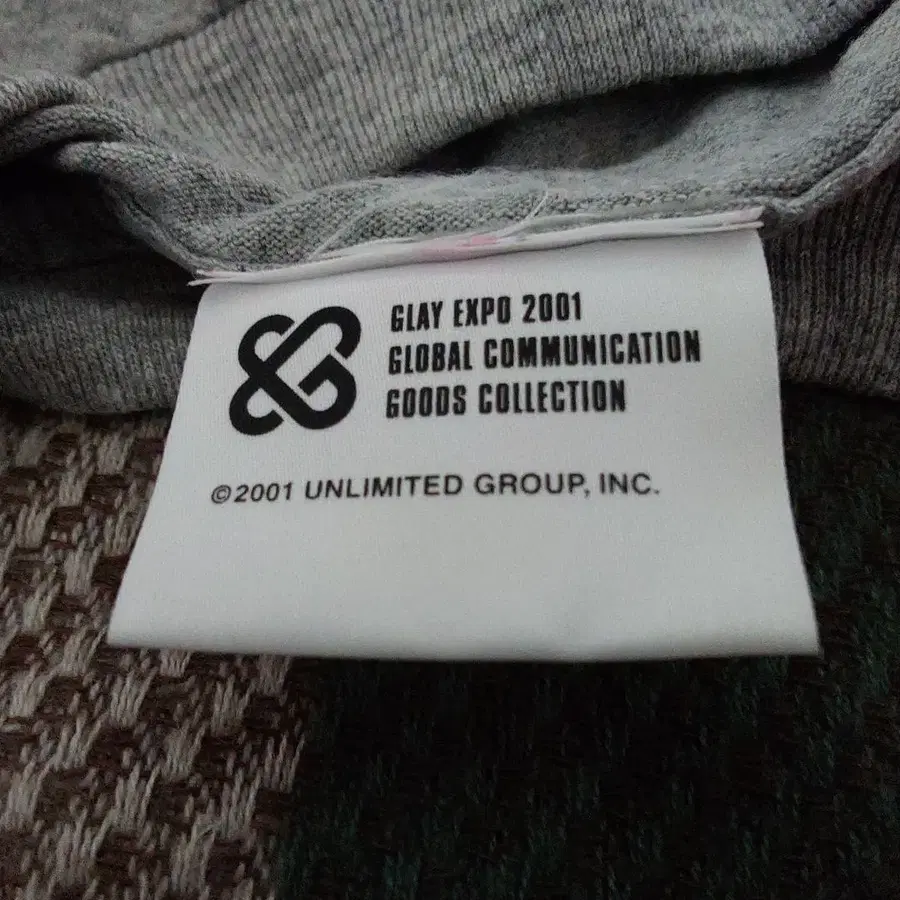 GLAY EXPO 2001
GLOBAL COMMUNICATION
GOODS COLLECTION
©2001 UNLIMITED GROUP, INC.